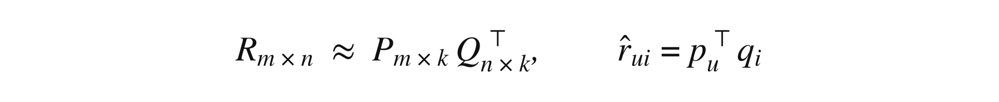 R_{m × n} ≈ P_{m × k} Q_{n × k}^⊤, r̂_{ui} = p_u^⊤ q_i